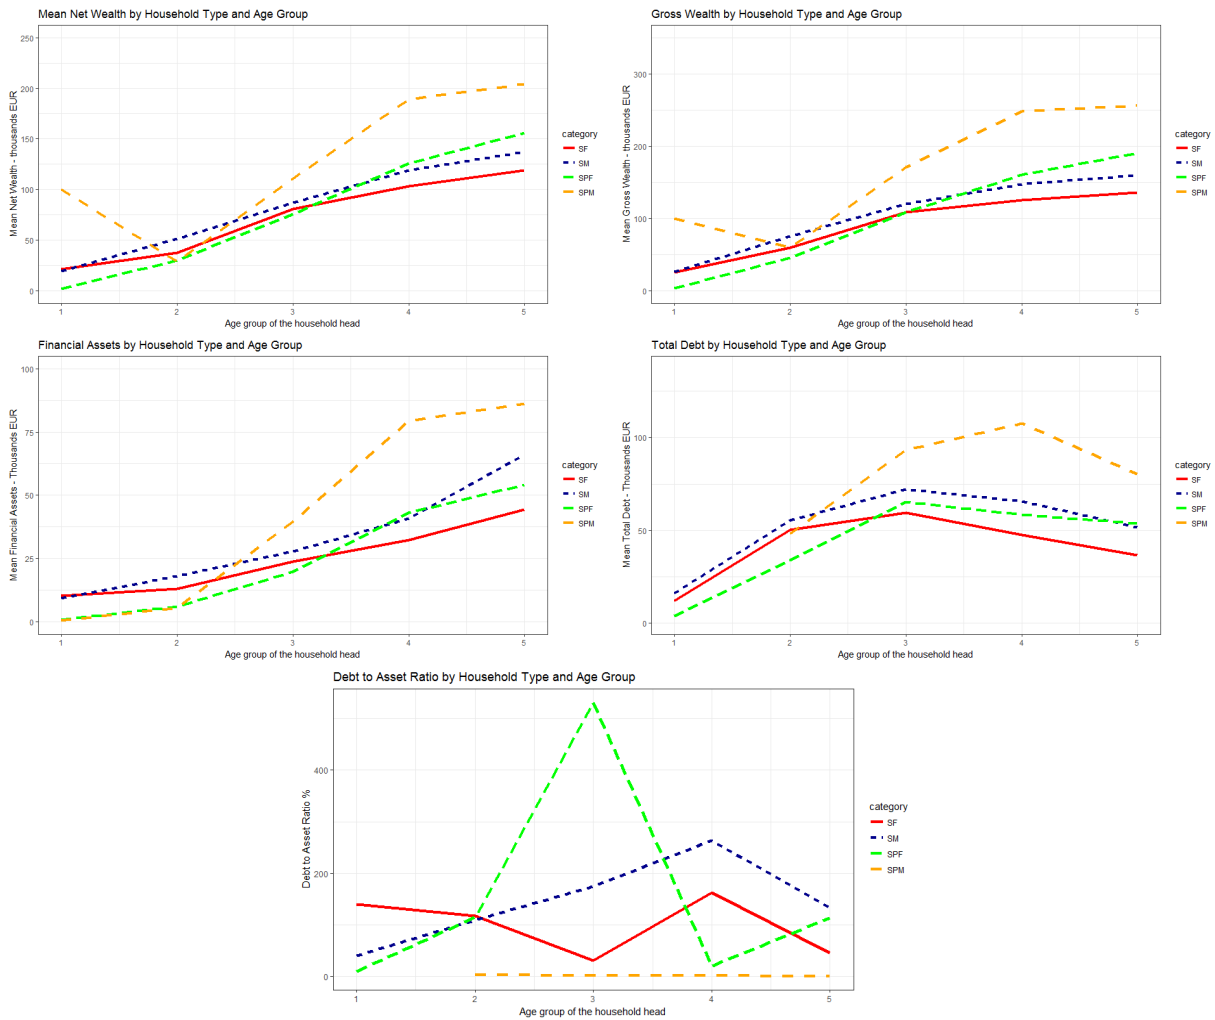 Mean Net Wealth by Household Type and Age Group
Mean Net Wealth - thousands EUR
250
200
150
100
50
0
1 2 3 4 5
Age group of the household head
category
SF
SM
SPF
SPM
Gross Wealth by Household Type and Age Group
Mean Gross Wealth - thousands EUR
300
200
100
0
1 2 3 4 5
Age group of the household head
category
SF
SM
SPF
SPM
Financial Assets by Household Type and Age Group
Mean Financial Assets - Thousands EUR
100
75
50
25
0
1 2 3 4 5
Age group of the household head
category
SF
SM
SPF
SPM
Total Debt by Household Type and Age Group
Mean Total Debt - Thousands EUR
100
50
0
1 2 3 4 5
Age group of the household head
category
SF
SM
SPF
SPM
Debt to Asset Ratio by Household Type and Age Group
Debt to Asset Ratio %
400
200
0
1 2 3 4 5
Age group of the household head
category
SF
SM
SPF
SPM